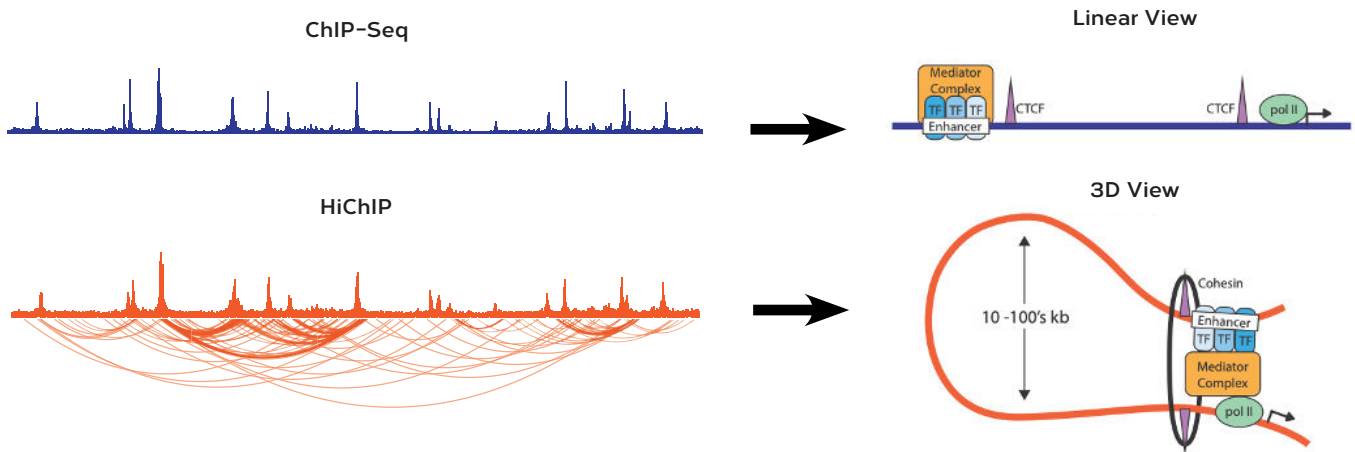 ChIP-Seq
Linear View
Mediator
Complex
TF TF TF
Enhancer
CTCF
CTCF
pol II
HiChIP
3D View
10 -100's kb
Cohesin
Enhancer
TF TF TF
Mediator
Complex
pol II